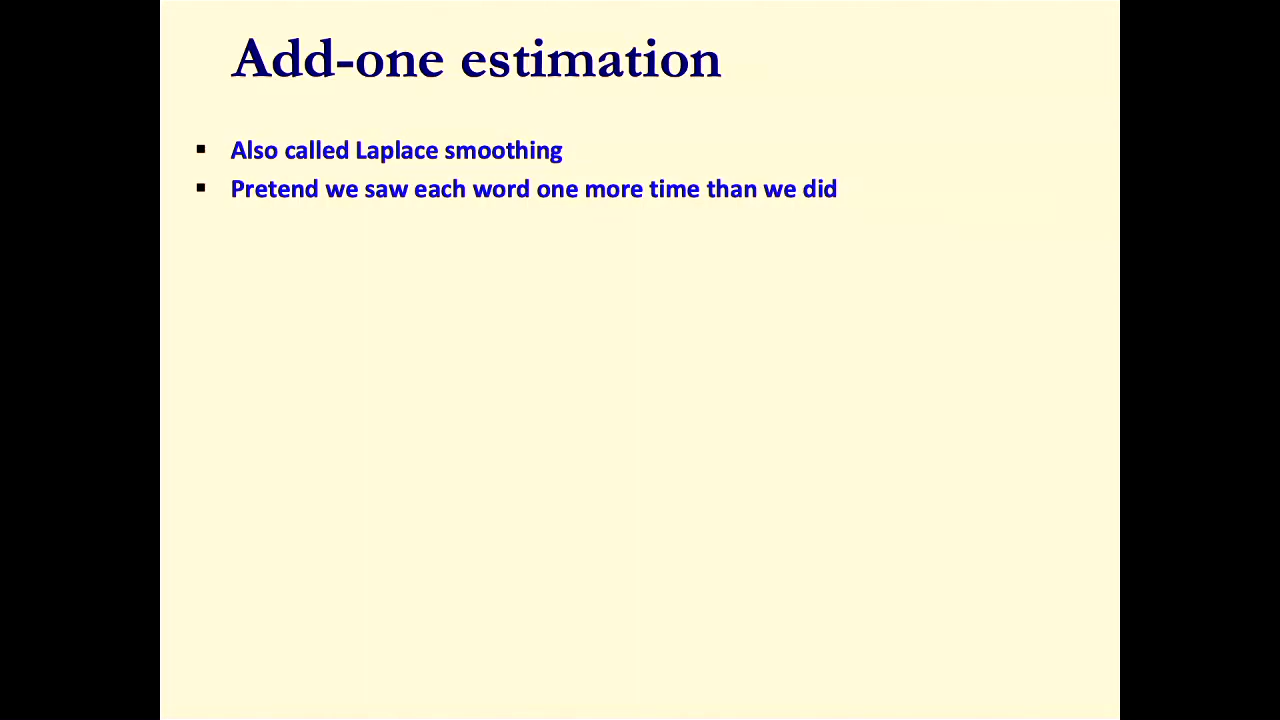 Add-one estimation
Also called Laplace smoothing
Pretend we saw each word one more time than we did